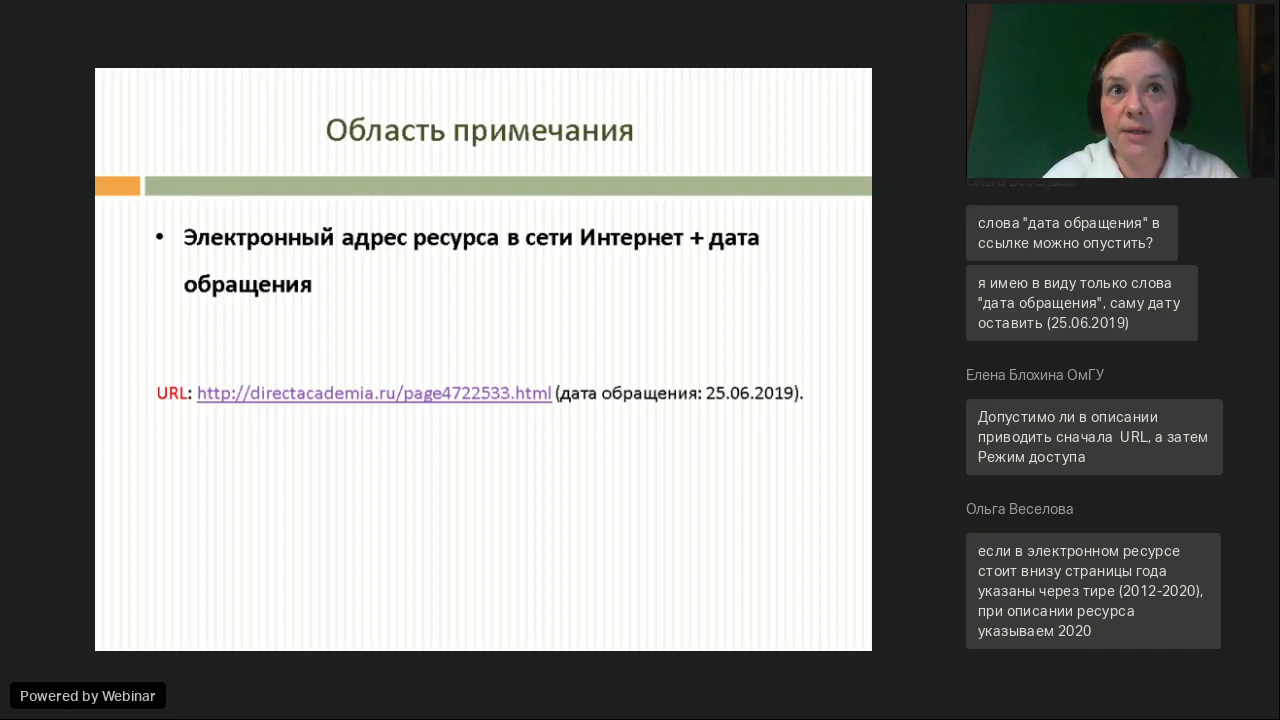 Область примечания
• Электронный адрес ресурса в сети Интернет + дата
обращения
URL: http://directacademia.ru/page4722533.html (дата обращения: 25.06.2019).
слова "дата обращения" в
ссылке можно опустить?
я имею в виду только слова
"дата обращения", саму дату
оставить (25.06.2019)
Елена Блохина ОмГУ
Допустимо ли в описании
приводить сначала URL, а затем
Режим доступа
Ольга Веселова
если в электронном ресурсе
стоит внизу страницы года
указаны через тире (2012-2020),
при описании ресурса
указываем 2020
Powered by Webinar